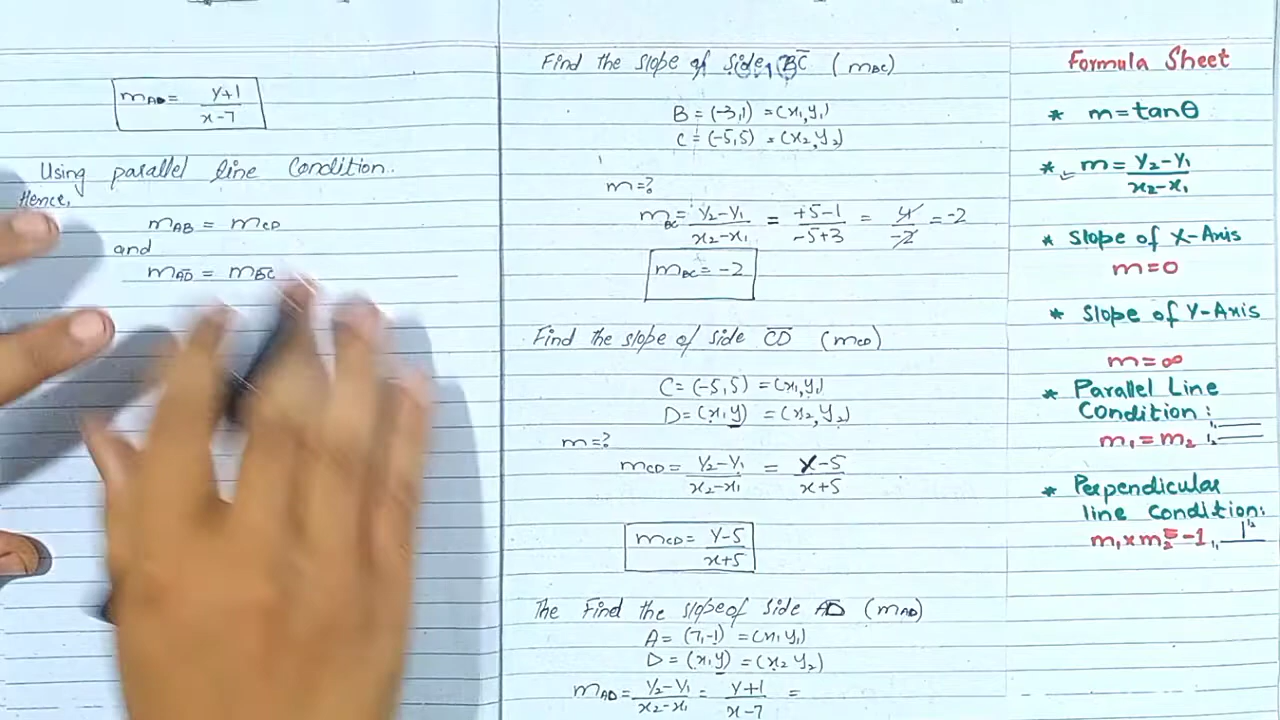 mAD = y+1 / x-7
Using parallel line Condition..
Hence,
mAB = mCD
and
mAD = mBC
Find the slope of side BC (mBC)
B = (-3,1) = (x1,y1)
C = (-5,5) = (x2,y2)
m=?
mBC = y2-y1 / x2-x1 = +5-1 / -5+3 = 4 / -2 = -2
mBC = -2
Find the slope of side CD (mCD)
C = (-5,5) = (x1,y1)
D = (x,y) = (x2,y2)
m=?
mCD = y2-y1 / x2-x1 = y-5 / x+5
mCD = y-5 / x+5
The Find the slope of side AD (mAD)
A = (7,-1) = (x1 y1)
D = (x,y) = (x2 y2)
mAD = y2-y1 / x2-x1 = y+1 / x-7 =
Formula Sheet
* m=tanθ
* m = y2-y1 / x2-x1
* slope of X-Axis
m=0
* slope of Y-Axis
m=∞
* Parallel Line
Condition:
m1=m2
* Perpendicular
line Condition:
m1 x m2 = -1